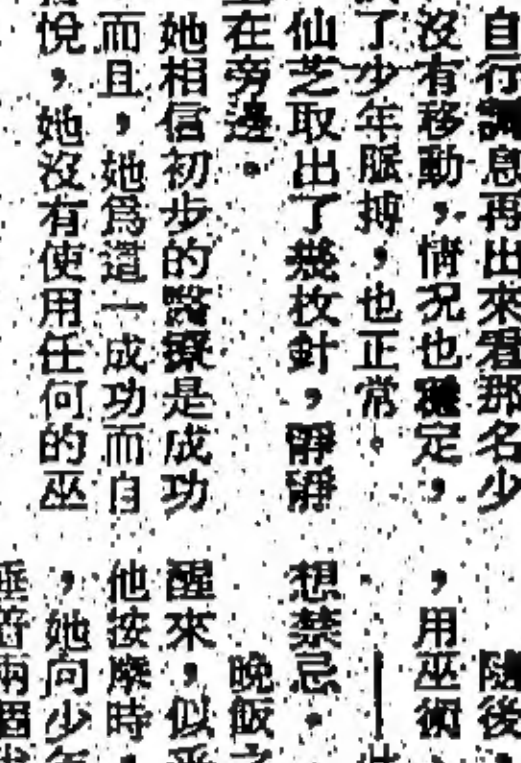 自行調息再出來看那名少
沒有移動,情况也穩定,
了少年脈搏,也正常。
仙芝取出了幾枚針,靜靜
在旁邊。
她相信初步的醫療是成功
而且,她爲這一成功而自
悅,她沒有使用任何的巫
隨後
,用巫術、
——
想禁忌。
晚飯
醒來,似乎
他按摩時,
,她向少年
着兩個